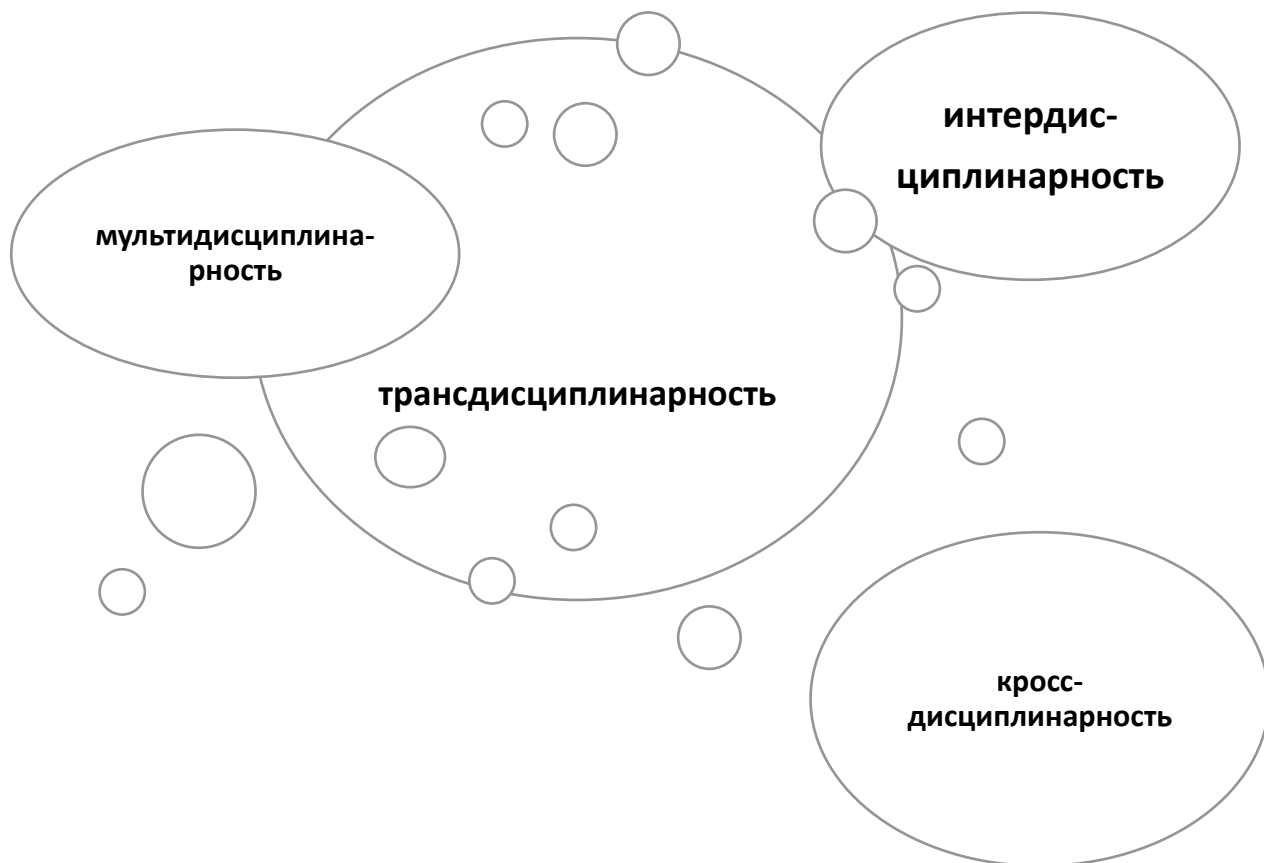 интердис-
циплинарность
мультидисциплина-
рность
трансдисциплинарность
кросс-
дисциплинарность